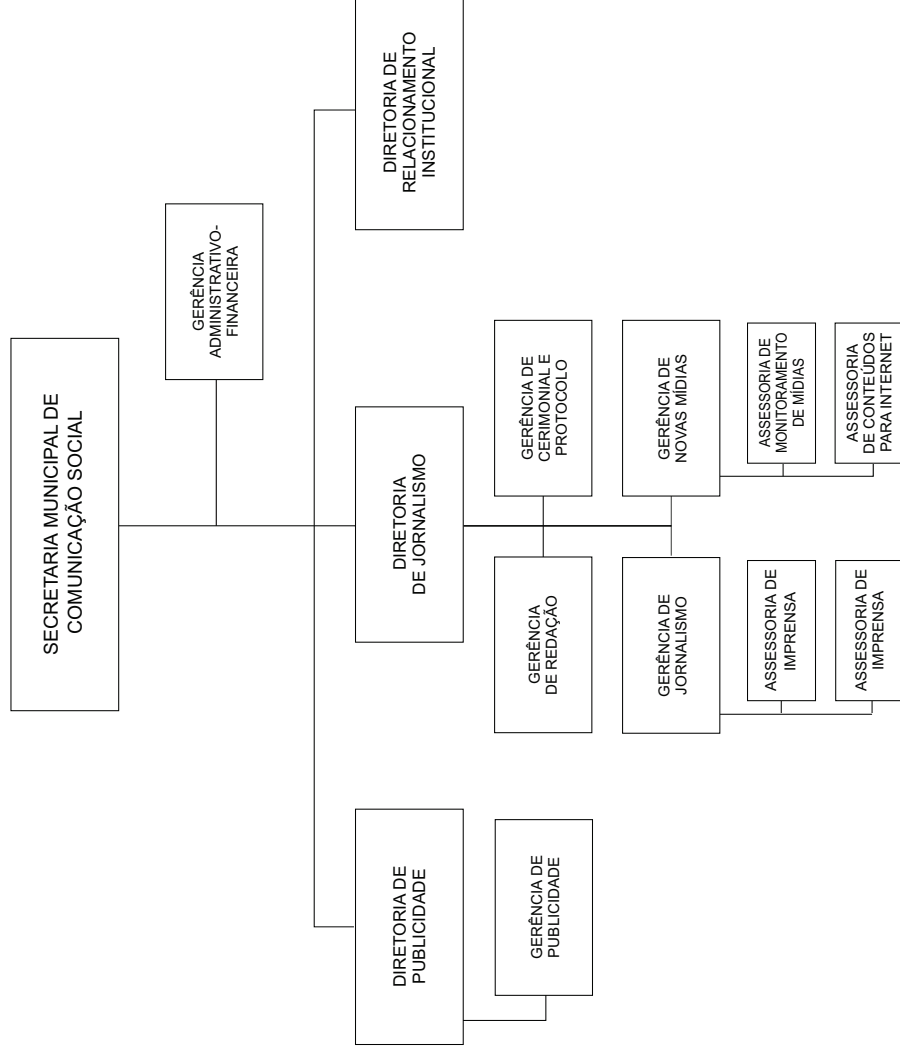 SECRETARIA MUNICIPAL DE
COMUNICAÇÃO SOCIAL
GERÊNCIA
ADMINISTRATIVO-
FINANCEIRA
DIRETORIA DE
PUBLICIDADE
DIRETORIA
DE JORNALISMO
DIRETORIA DE
RELACIONAMENTO
INSTITUCIONAL
GERÊNCIA DE
PUBLICIDADE
GERÊNCIA
DE REDAÇÃO
GERÊNCIA DE
CERIMONIAL E
PROTOCOLO
GERÊNCIA DE
JORNALISMO
GERÊNCIA DE
NOVAS MÍDIAS
ASSESSORIA DE
IMPRENSA
ASSESSORIA DE
MONITORAMENTO
DE MÍDIAS
ASSESSORIA DE
IMPRENSA
ASSESSORIA
DE CONTEÚDOS
PARA INTERNET